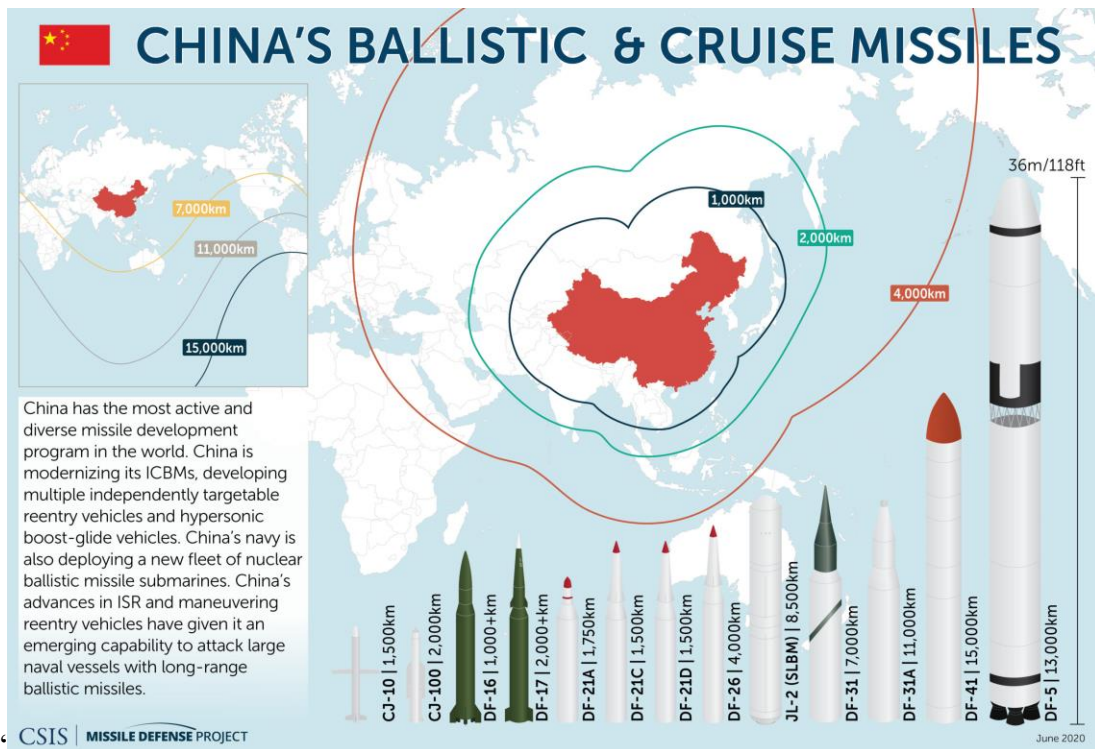 CHINA'S BALLISTIC & CRUISE MISSILES
7,000km
11,000km
15,000km
1,000km
2,000km
4,000km
36m/118ft
China has the most active and
diverse missile development
program in the world. China is
modernizing its ICBMs, developing
multiple independently targetable
reentry vehicles and hypersonic
boost-glide vehicles. China's navy is
also deploying a new fleet of nuclear
ballistic missile submarines. China's
advances in ISR and maneuvering
reentry vehicles have given it an
emerging capability to attack large
naval vessels with long-range
ballistic missiles.
CJ-10 | 1,500km
CJ-100 | 2,000km
DF-16 | 1,000+km
DF-17 | 2,000+km
DF-21A | 1,750km
DF-21C | 1,500km
DF-21D | 1,500km
DF-26 | 4,000km
JL-2 (SLBM) | 8,500km
DF-31 | 7,000km
DF-31A | 11,000km
DF-41 | 15,000km
DF-5 | 13,000km
‘ CSIS | MISSILE DEFENSE PROJECT
June 2020